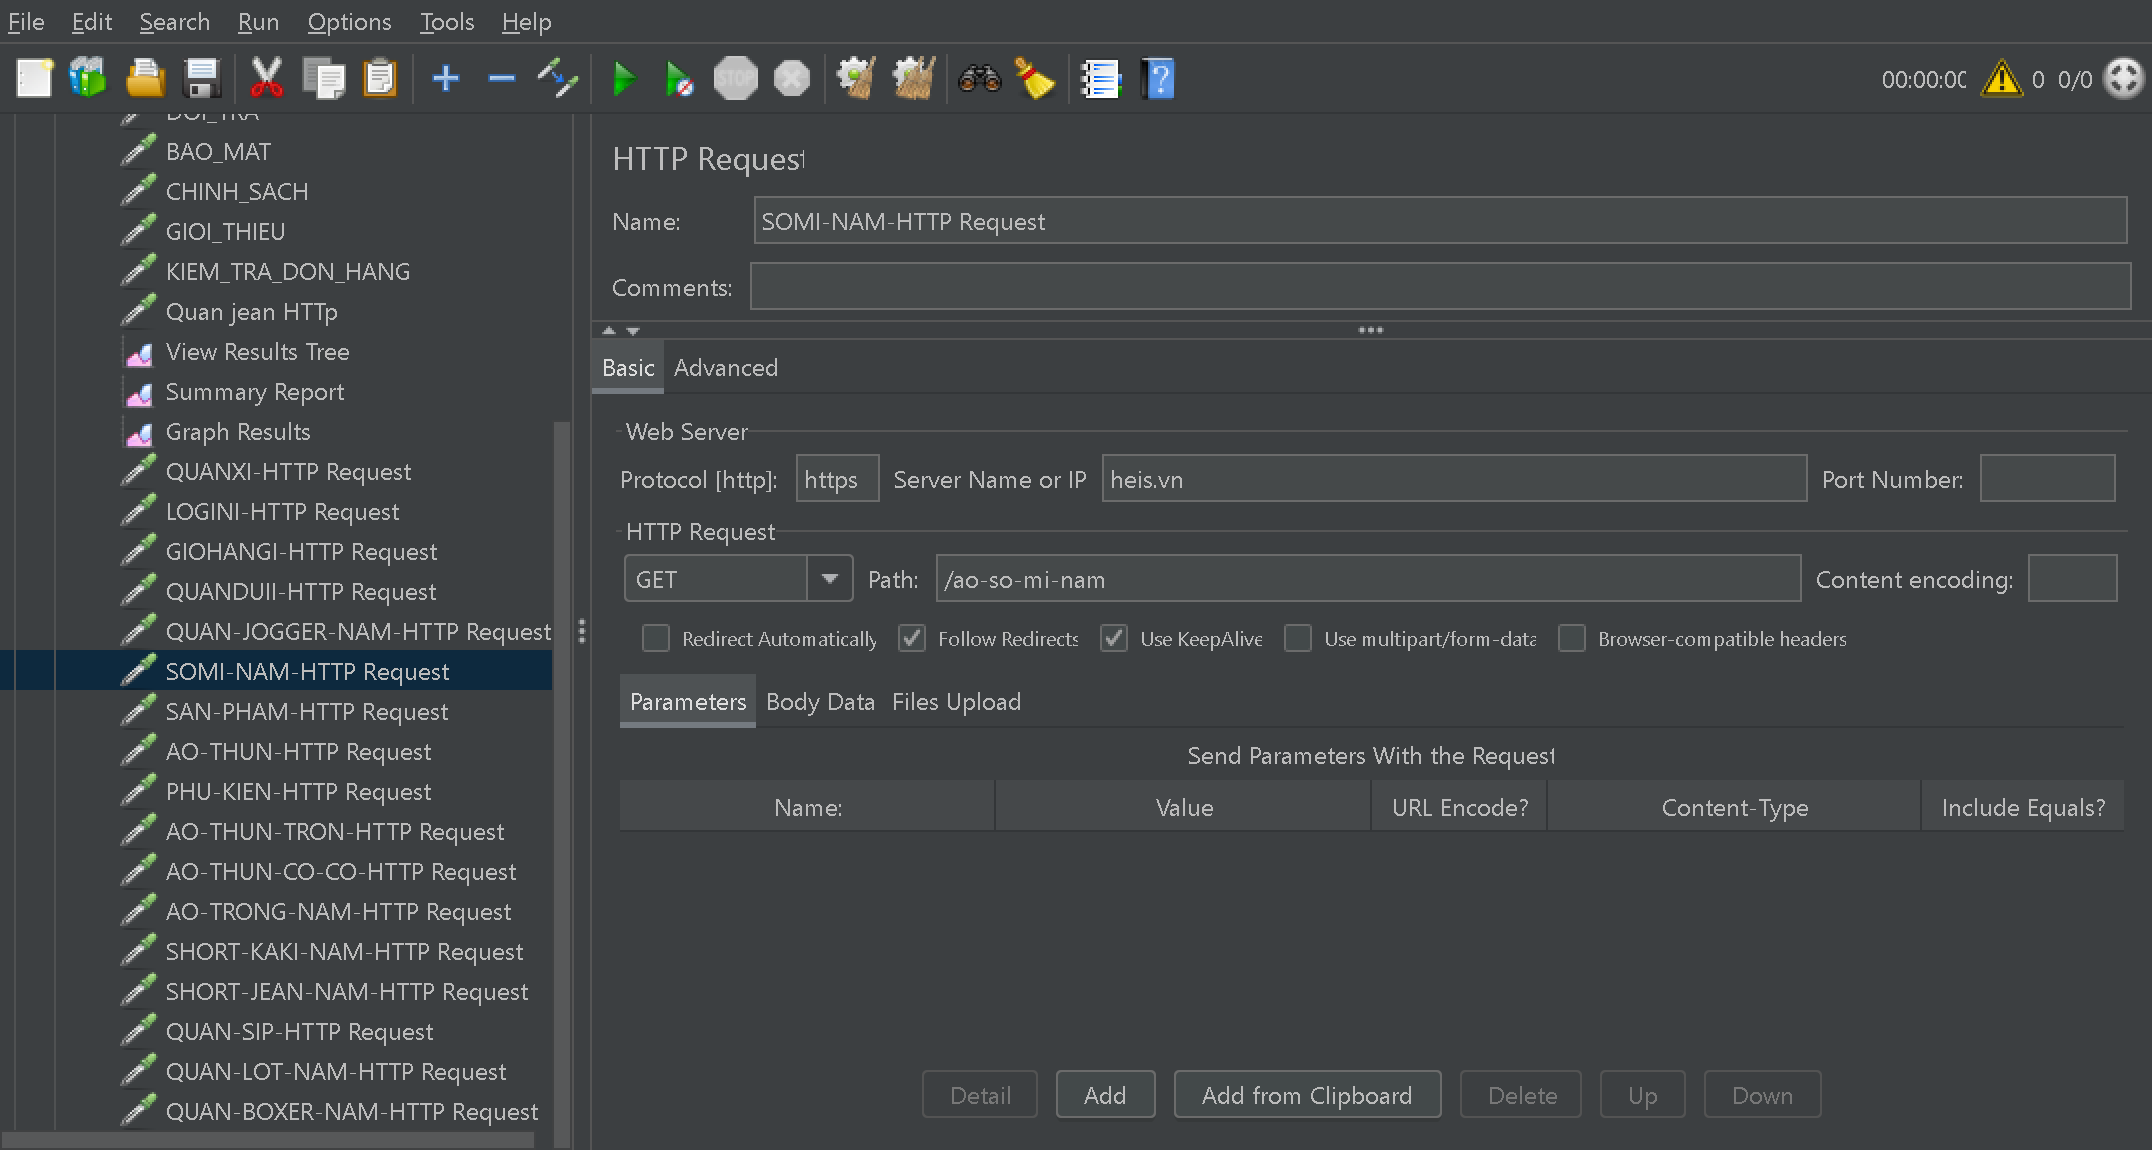 File Edit Search Run Options Tools Help
STOP
00:00:00 0 0/0
DOI_TRA
BAO_MAT
CHINH_SACH
GIOI_THIEU
KIEM_TRA_DON_HANG
Quan jean HTTp
View Results Tree
Summary Report
Graph Results
QUANXI-HTTP Request
LOGINI-HTTP Request
GIOHANGI-HTTP Request
QUANDUII-HTTP Request
QUAN-JOGGER-NAM-HTTP Request
SOMI-NAM-HTTP Request
SAN-PHAM-HTTP Request
AO-THUN-HTTP Request
PHU-KIEN-HTTP Request
AO-THUN-TRON-HTTP Request
AO-THUN-CO-CO-HTTP Request
AO-TRONG-NAM-HTTP Request
SHORT-KAKI-NAM-HTTP Request
SHORT-JEAN-NAM-HTTP Request
QUAN-SIP-HTTP Request
QUAN-LOT-NAM-HTTP Request
QUAN-BOXER-NAM-HTTP Request
HTTP Request
Name: SOMI-NAM-HTTP Request
Comments:
Basic Advanced
Web Server
Protocol [http]: https Server Name or IP heis.vn Port Number:
HTTP Request
GET Path: /ao-so-mi-nam Content encoding:
Redirect Automatically Follow Redirects Use KeepAlive Use multipart/form-data Browser-compatible headers
Parameters Body Data Files Upload
Send Parameters With the Request
Name: Value URL Encode? Content-Type Include Equals?
Detail Add Add from Clipboard Delete Up Down